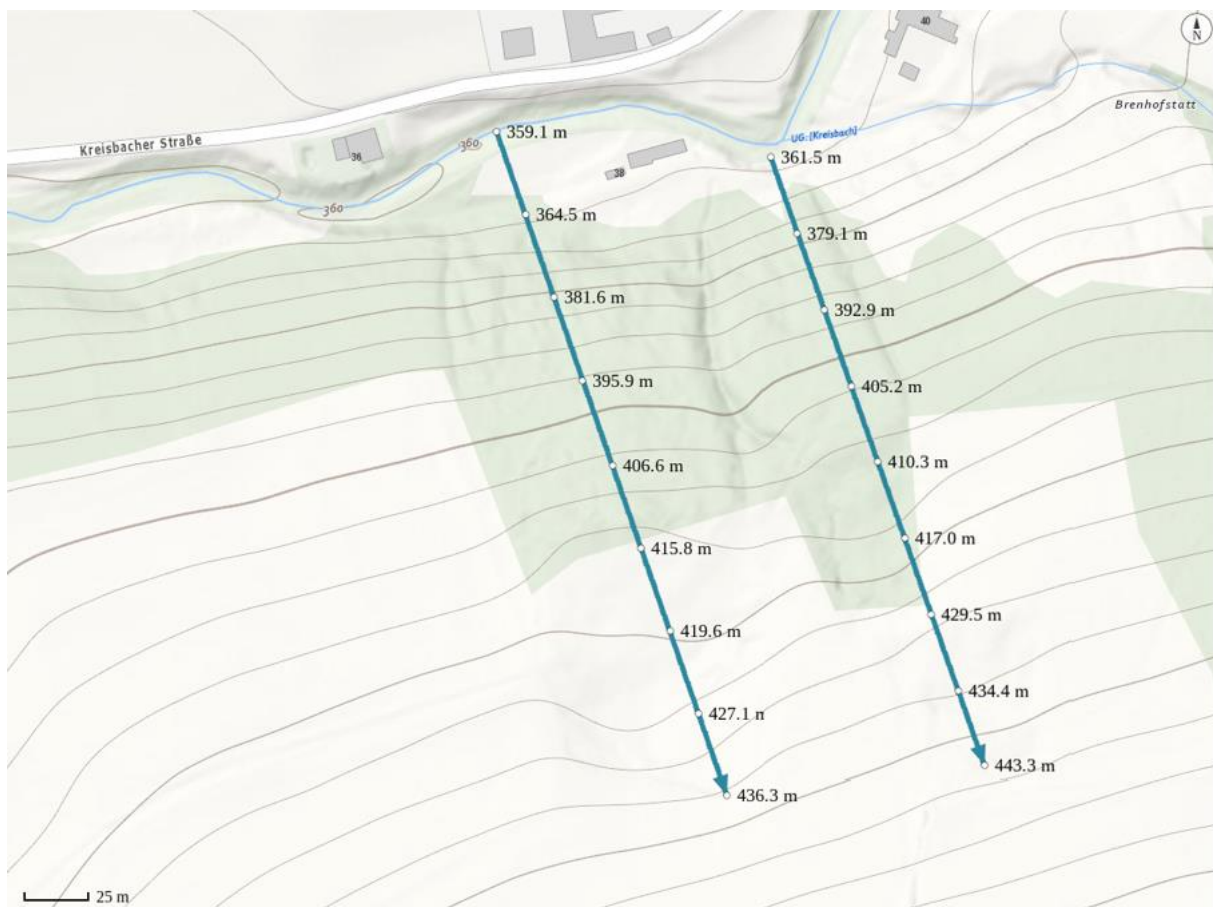 40
N
Brenhofstatt
Kreisbacher Straße
36
360
359.1 m
UG. [Kreisbach]
38
361.5 m
360
364.5 m
379.1 m
381.6 m
392.9 m
395.9 m
405.2 m
406.6 m
410.3 m
415.8 m
417.0 m
419.6 m
429.5 m
427.1 m
434.4 m
436.3 m
443.3 m
25 m